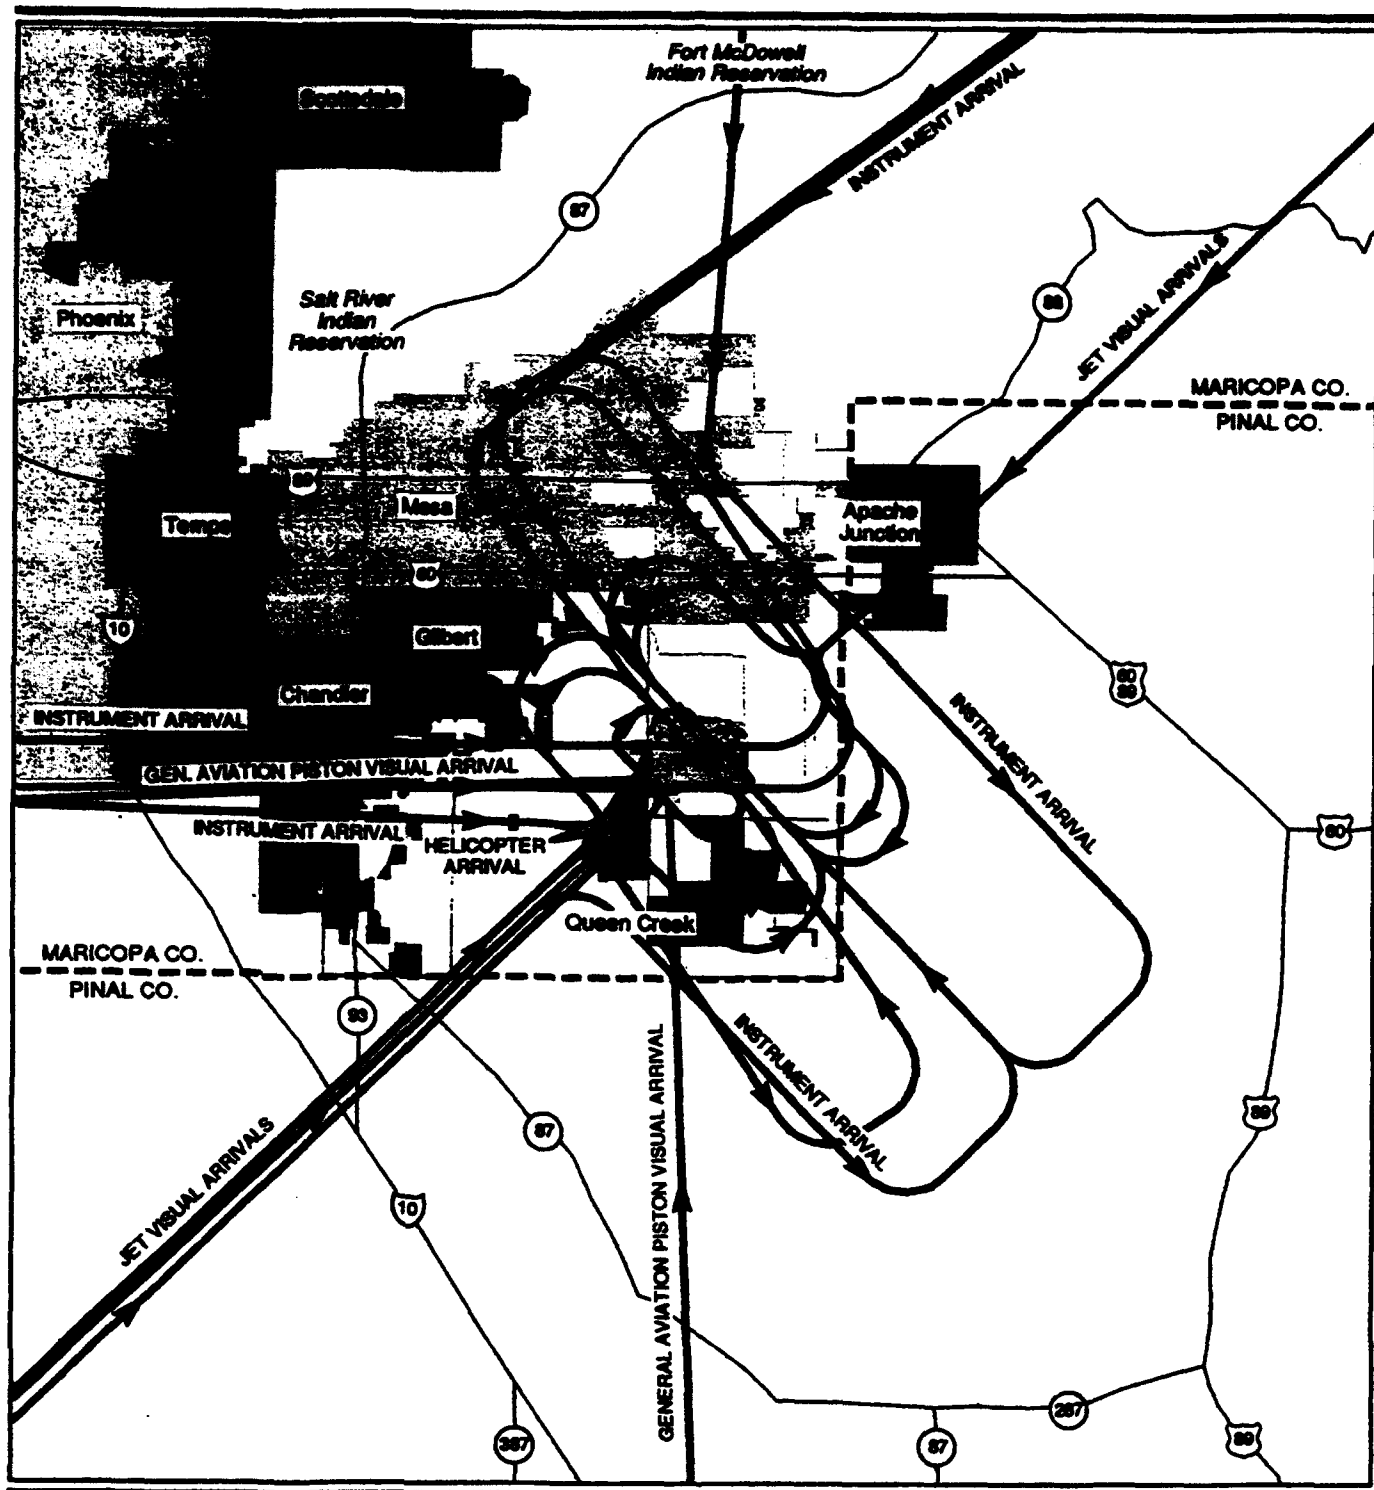 Fort McDowell
Indian Reservation
Scottsdale
INSTRUMENT ARRIVAL
87
Salt River
Indian
Reservation
Phoenix
88
JET VISUAL ARRIVALS
MARICOPA CO.
PINAL CO.
Mesa
Tempe
Apache
Junction
60
10
Gilbert
60
Chandler
INSTRUMENT ARRIVAL
INSTRUMENT ARRIVAL
GEN. AVIATION PISTON VISUAL ARRIVAL
INSTRUMENT ARRIVAL
HELICOPTER
ARRIVAL
60
Queen Creek
MARICOPA CO.
PINAL CO.
93
INSTRUMENT ARRIVAL
GENERAL AVIATION PISTON VISUAL ARRIVAL
87
89
JET VISUAL ARRIVALS
10
287
387
87
89